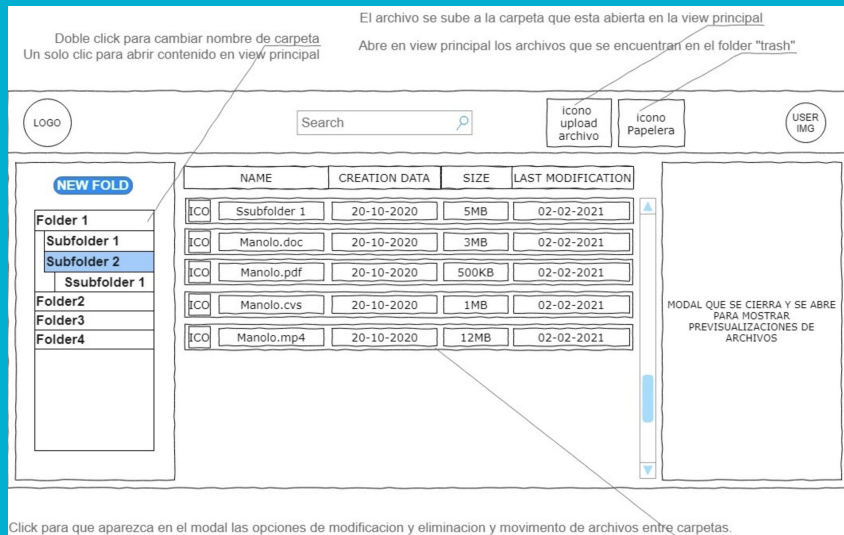 El archivo se sube a la carpeta que esta abierta en la view principal
Doble click para cambiar nombre de carpeta
Un solo clic para abrir contenido en view principal
Abre en view principal los archivos que se encuentran en el folder "trash"
LOGO
Search
icono
upload
archivo
icono
Papelera
USER
IMG
NEW FOLD
Folder 1
Subfolder 1
Subfolder 2
Ssubfolder 1
Folder2
Folder3
Folder4
NAME CREATION DATA SIZE LAST MODIFICATION
ICO Ssubfolder 1 20-10-2020 5MB 02-02-2021
ICO Manolo.doc 20-10-2020 3MB 02-02-2021
ICO Manolo.pdf 20-10-2020 500KB 02-02-2021
ICO Manolo.cvs 20-10-2020 1MB 02-02-2021
ICO Manolo.mp4 20-10-2020 12MB 02-02-2021
MODAL QUE SE CIERRA Y SE ABRE
PARA MOSTRAR
PREVISUALIZACIONES DE
ARCHIVOS
Click para que aparezca en el modal las opciones de modificacion y eliminacion y movimento de archivos entre carpetas.